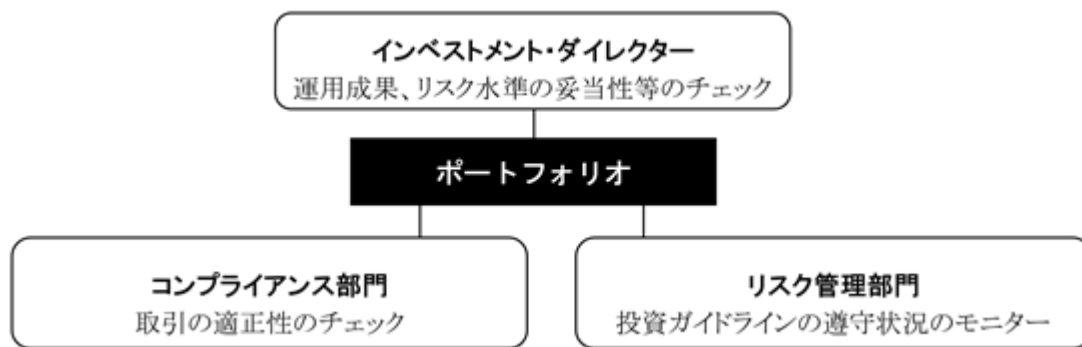 インベストメント・ダイレクター
運用成果、リスク水準の妥当性等のチェック
ポートフォリオ
コンプライアンス部門
取引の適正性のチェック
リスク管理部門
投資ガイドラインの遵守状況のモニター